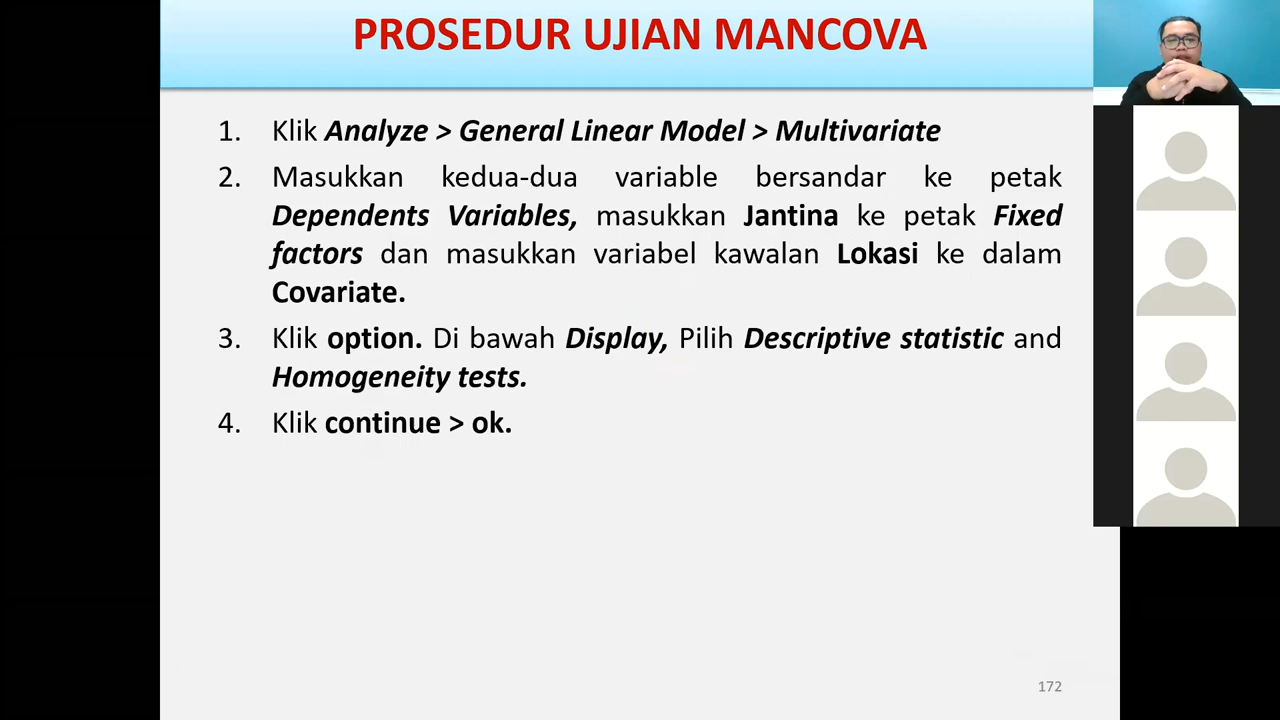 PROSEDUR UJIAN MANCOVA
1. Klik Analyze > General Linear Model > Multivariate
2. Masukkan kedua-dua variable bersandar ke petak
Dependents Variables, masukkan Jantina ke petak Fixed
factors dan masukkan variabel kawalan Lokasi ke dalam
Covariate.
3. Klik option. Di bawah Display, Pilih Descriptive statistic and
Homogeneity tests.
4. Klik continue > ok.
172